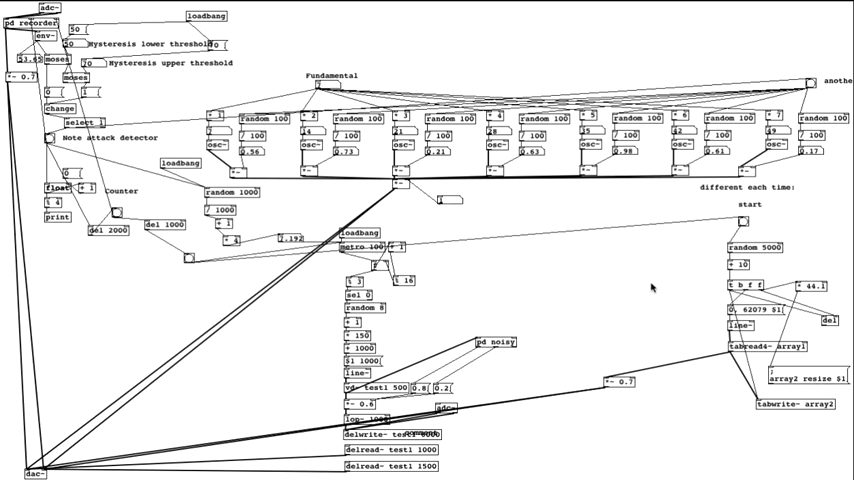 adc~
pd recorder
env~
loadbang
50
50
Hysteresis lower threshold
53.65
moses
70
Hysteresis upper threshold
*~ 0.7
moses
0
1
change
select 1
Note attack detector
loadbang
0
float
+ 1
Counter
% 4
print
del 2000
del 1000
random 1000
/ 1000
+ 1
* 4
Fundamental
7
anothe
* 1
random 100
* 2
random 100
* 3
random 100
* 4
random 100
* 5
random 100
* 6
random 100
* 7
random 100
7
/ 100
14
/ 100
21
/ 100
28
/ 100
35
/ 100
42
/ 100
49
/ 100
osc~
0.56
osc~
0.73
osc~
0.21
osc~
0.63
osc~
0.98
osc~
0.61
osc~
0.17
*~
*~
*~
*~
*~
*~
*~
*~
different each time:
start
loadbang
metro 100
+ 1
% 16
% 3
sel 0
random 8
+ 1
* 150
+ 1000
$1 1000
line~
vd~ test1 500
0.8
0.2
pd noisy
*~ 0.6
adc~
lop~ 1000
delwrite~ test1 6000
delread~ test1 1000
delread~ test1 1500
dac~
*~ 0.7
random 5000
+ 10
t b f f
* 44.1
0, 62079 $1
del
line~
tabread4~ array1
;
array2 resize $1
tabwrite~ array2